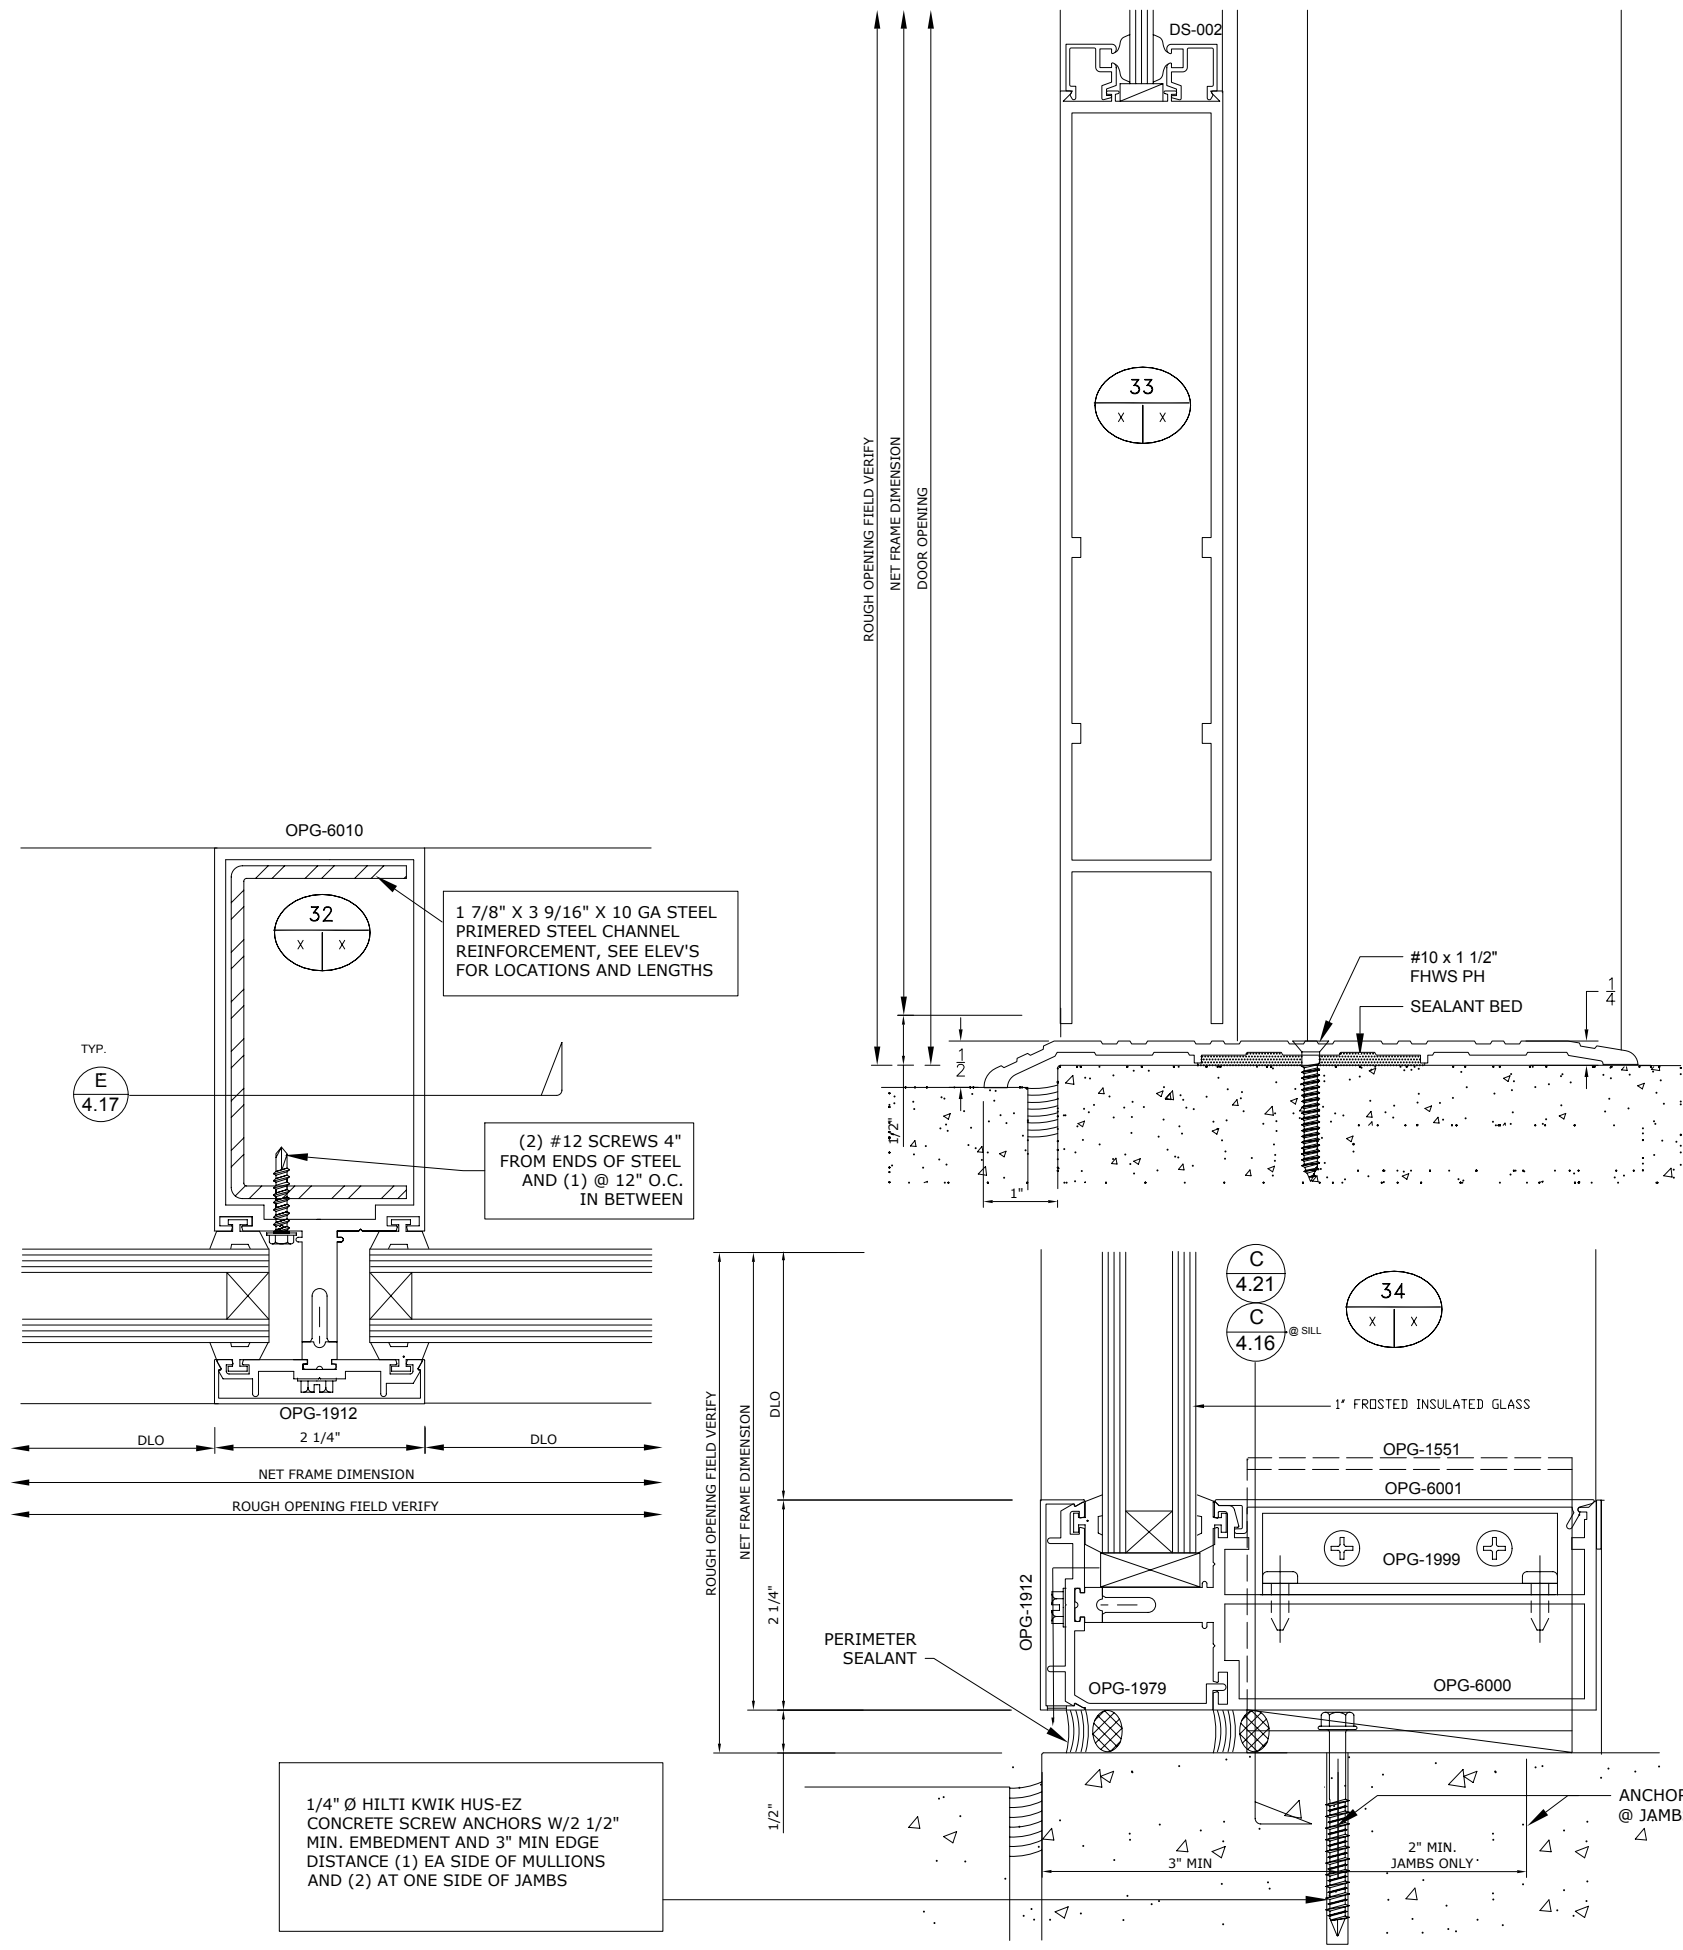 DS-002
33
X X
ROUGH OPENING FIELD VERIFY
NET FRAME DIMENSION
DOOR OPENING
#10 x 1 1/2"
FHWS PH
SEALANT BED
1/4
1/2
1/2"
1"
OPG-6010
32
X X
1 7/8" X 3 9/16" X 10 GA STEEL
PRIMERED STEEL CHANNEL
REINFORCEMENT, SEE ELEV'S
FOR LOCATIONS AND LENGTHS
TYP.
E
4.17
(2) #12 SCREWS 4"
FROM ENDS OF STEEL
AND (1) @ 12" O.C.
IN BETWEEN
OPG-1912
DLO
2 1/4"
DLO
NET FRAME DIMENSION
ROUGH OPENING FIELD VERIFY
C
4.21
C
4.16
@ SILL
34
X X
1" FROSTED INSULATED GLASS
ROUGH OPENING FIELD VERIFY
NET FRAME DIMENSION
DLO
2 1/4"
1/2"
OPG-1551
OPG-6001
OPG-1999
OPG-1912
PERIMETER
SEALANT
OPG-1979
OPG-6000
1/4" Ø HILTI KWIK HUS-EZ
CONCRETE SCREW ANCHORS W/2 1/2"
MIN. EMBEDMENT AND 3" MIN EDGE
DISTANCE (1) EA SIDE OF MULLIONS
AND (2) AT ONE SIDE OF JAMBS
3" MIN
2" MIN.
JAMBS ONLY
@ JAMB